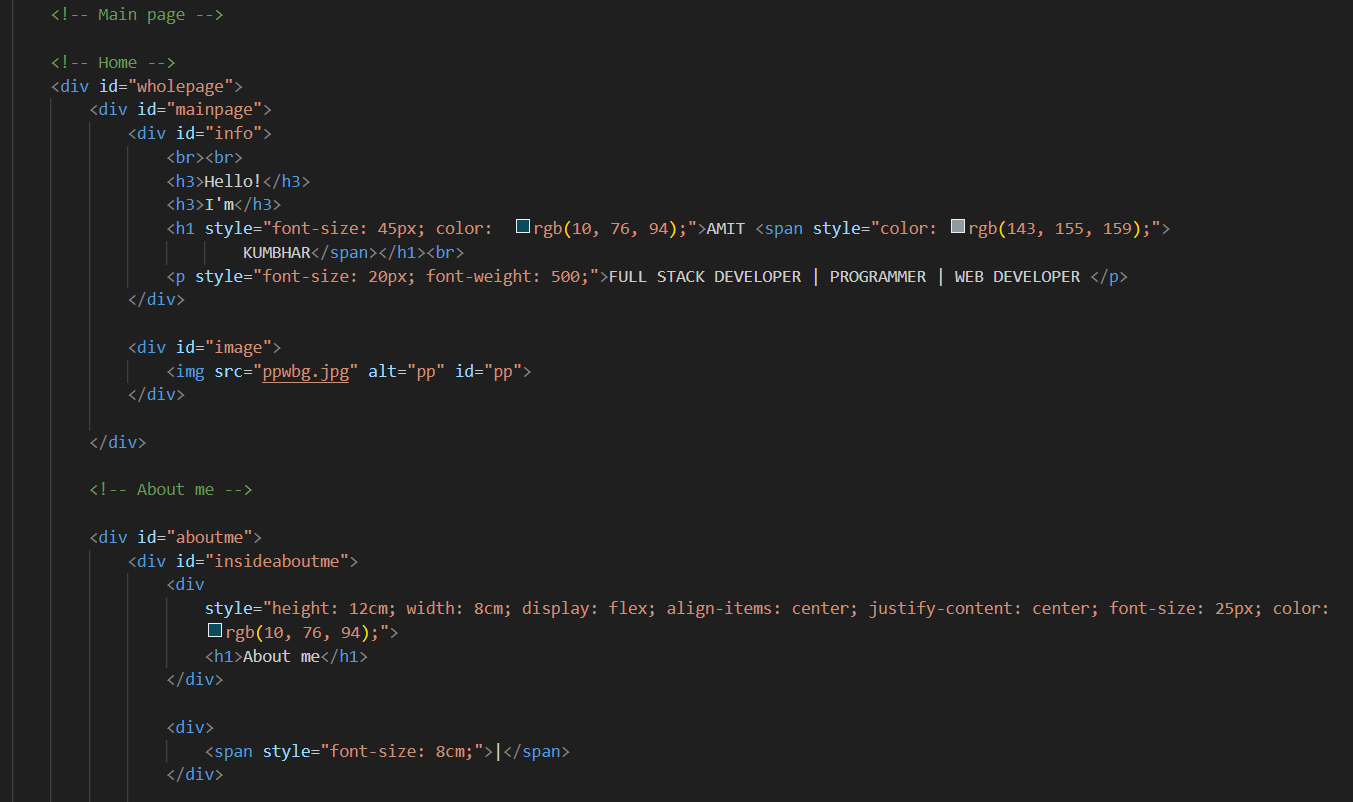 <!-- Main page -->
<!-- Home -->
<div id="wholepage">
<div id="mainpage">
<div id="info">
<br><br>
<h3>Hello!</h3>
<h3>I'm</h3>
<h1 style="font-size: 45px; color: rgb(10, 76, 94);">AMIT <span style="color: rgb(143, 155, 159);">
KUMBHAR</span></h1><br>
<p style="font-size: 20px; font-weight: 500;">FULL STACK DEVELOPER | PROGRAMMER | WEB DEVELOPER </p>
</div>
<div id="image">
<img src="ppwbg.jpg" alt="pp" id="pp">
</div>
</div>
<!-- About me -->
<div id="aboutme">
<div id="insideaboutme">
<div
style="height: 12cm; width: 8cm; display: flex; align-items: center; justify-content: center; font-size: 25px; color:
rgb(10, 76, 94);">
<h1>About me</h1>
</div>
<div>
<span style="font-size: 8cm;">|</span>
</div>